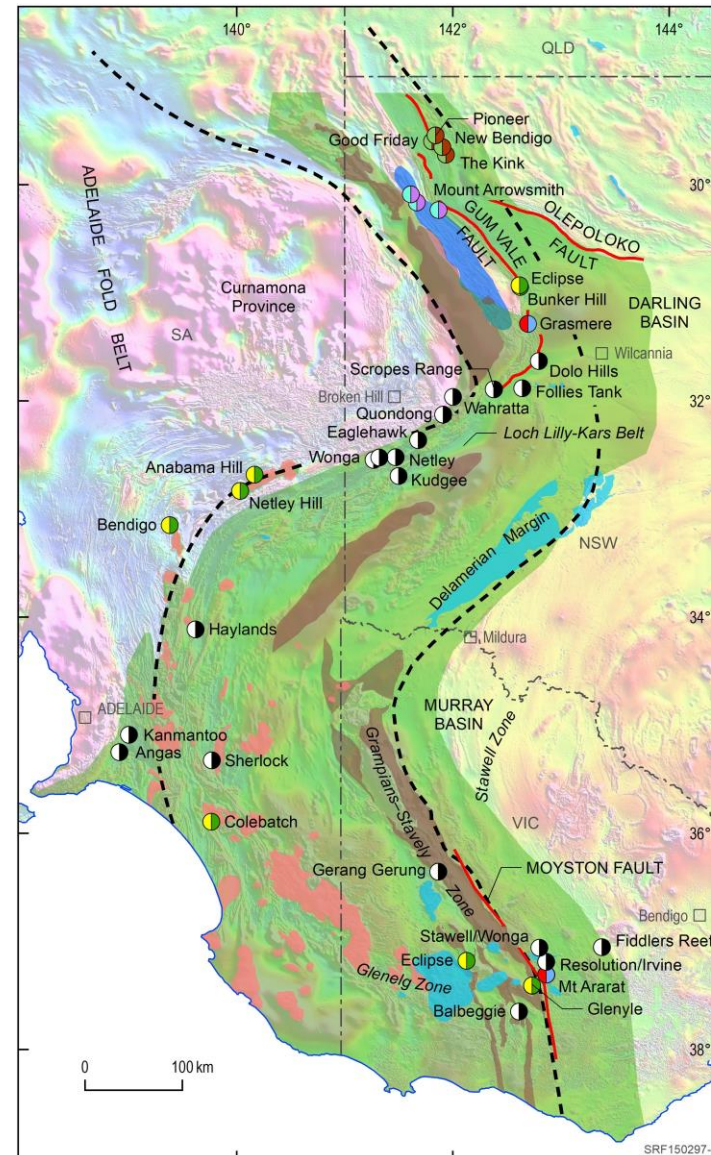 140°
142°
144°
QLD
Pioneer
New Bendigo
Good Friday
The Kink
30°
Mount Arrowsmith
ADELAIDE FOLD BELT
GUM VALE
FAULT
OLEPOLOKO
FAULT
Curnamona
Province
Eclipse
Bunker Hill
DARLING
BASIN
SA
Grasmere
Scropes Range
Wilcannia
Dolo Hills
Broken Hill
32°
Follies Tank
Wahratta
Quondong
Eaglehawk
Loch Lilly-Kars Belt
Wonga
Netley
Anabama Hill
Kudgee
Netley Hill
Bendigo
Delamerian Margin
NSW
34°
Haylands
Mildura
ADELAIDE
MURRAY
BASIN
Kanmantoo
Angas
Sherlock
Stawell Zone
Grampians–Stavely
Zone
Colebatch
36°
VIC
Gerang Gerung
MOYSTON FAULT
Bendigo
Stawell/Wonga
Fiddlers Reef
Eclipse
Resolution/Irvine
Glenelg Zone
Mt Ararat
Glenyle
Balbeggie
38°
0
100 km
SRF150297-